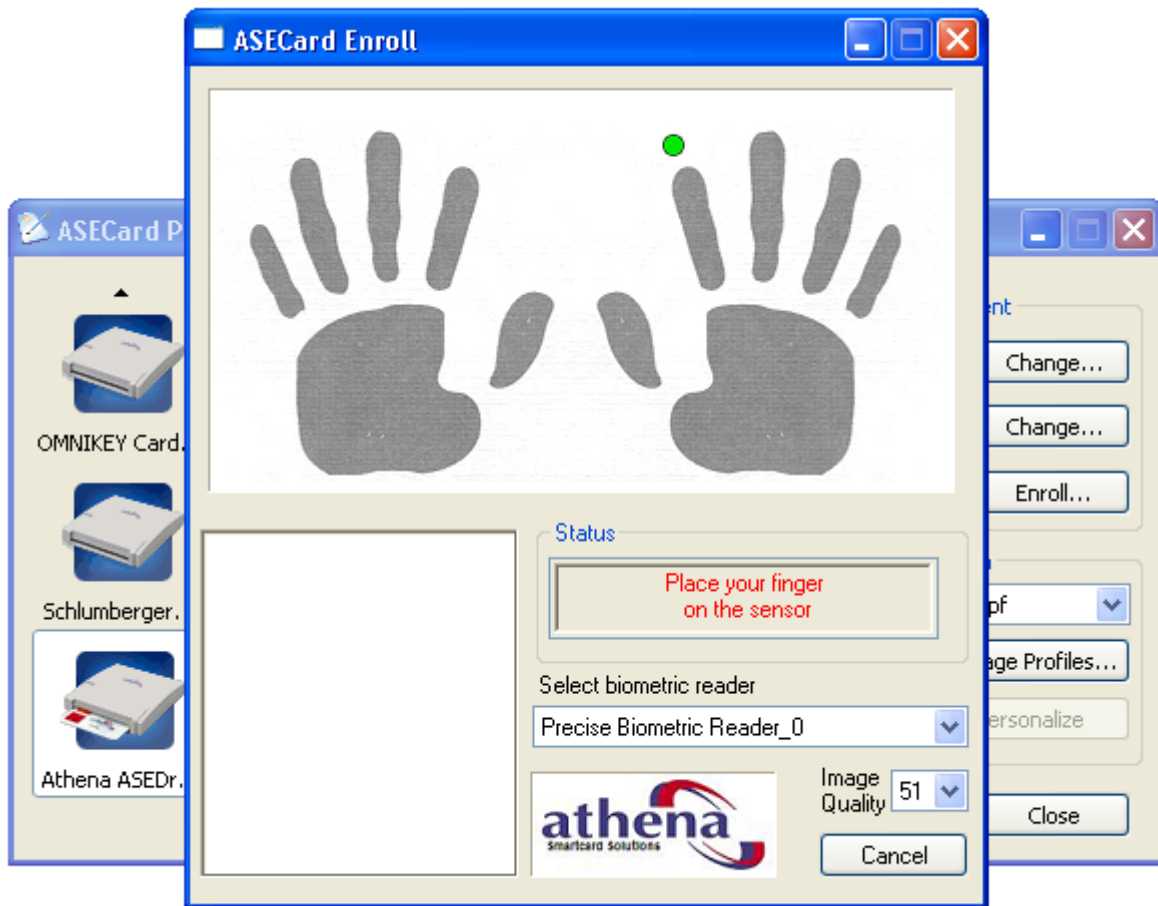 ASECard Enroll
ASECard P
OMNIKEY Card.
Schlumberger.
Athena ASEDr.
Status
Place your finger
on the sensor
Select biometric reader
Precise Biometric Reader_0
athena
Smartcard Solutions
Image
Quality
51
Cancel
ent
Change...
Change...
Enroll...
pf
age Profiles...
ersonalize
Close